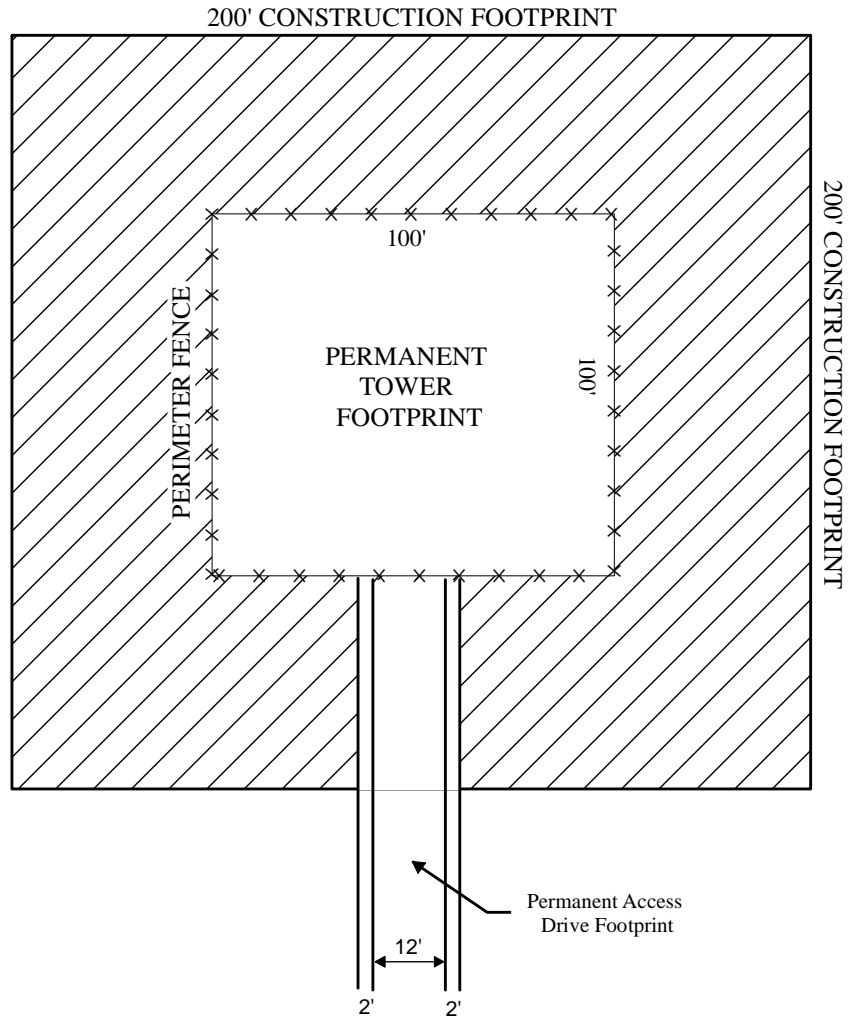 200' CONSTRUCTION FOOTPRINT
200' CONSTRUCTION FOOTPRINT
100'
100'
PERIMETER FENCE
PERMANENT
TOWER
FOOTPRINT
Permanent Access
Drive Footprint
12'
2'
2'